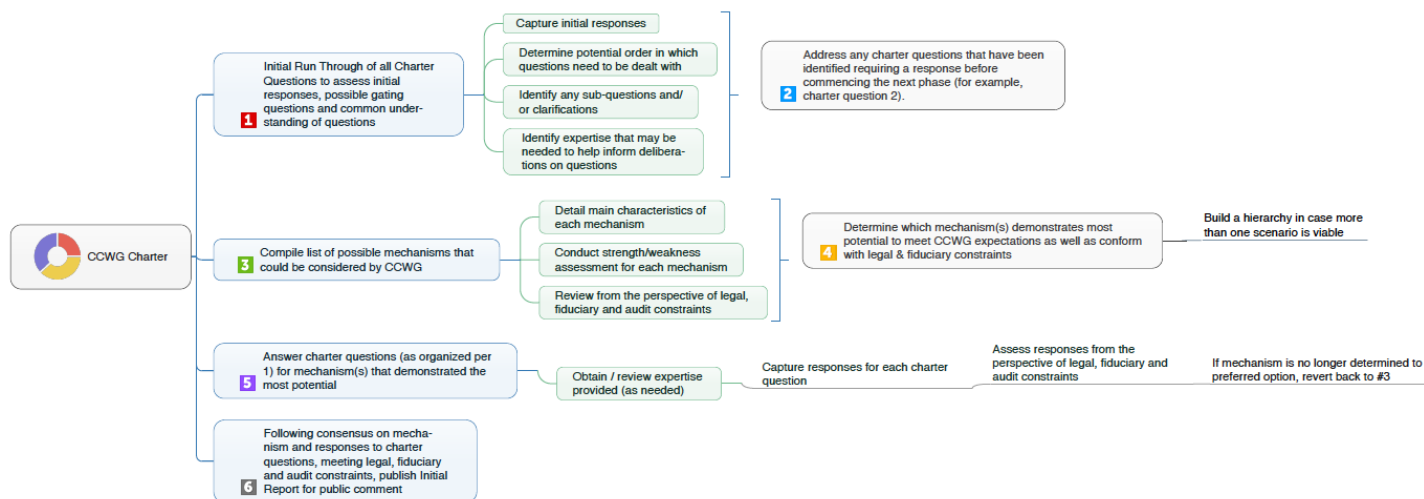 Capture initial responses
Determine potential order in which
questions need to be dealt with
Identify any sub-questions and/
or clarifications
Identify expertise that may be
needed to help inform delibera-
tions on questions
Initial Run Through of all Charter
Questions to assess initial
responses, possible gating
questions and common under-
1 standing of questions
Address any charter questions that have been
identified requiring a response before
commencing the next phase (for example,
2 charter question 2).
CCWG Charter
Compile list of possible mechanisms that
3 could be considered by CCWG
Detail main characteristics of
each mechanism
Conduct strength/weakness
assessment for each mechanism
Review from the perspective of legal,
fiduciary and audit constraints
Determine which mechanism(s) demonstrates most
potential to meet CCWG expectations as well as conform
4 with legal & fiduciary constraints
Build a hierarchy in case more
than one scenario is viable
Answer charter questions (as organized per
1) for mechanism(s) that demonstrated the
5 most potential
Obtain / review expertise
provided (as needed)
Capture responses for each charter
question
Assess responses from the
perspective of legal, fiduciary and
audit constraints
If mechanism is no longer determined to
preferred option, revert back to #3
Following consensus on mecha-
nism and responses to charter
questions, meeting legal, fiduciary
and audit constraints, publish Initial
6 Report for public comment